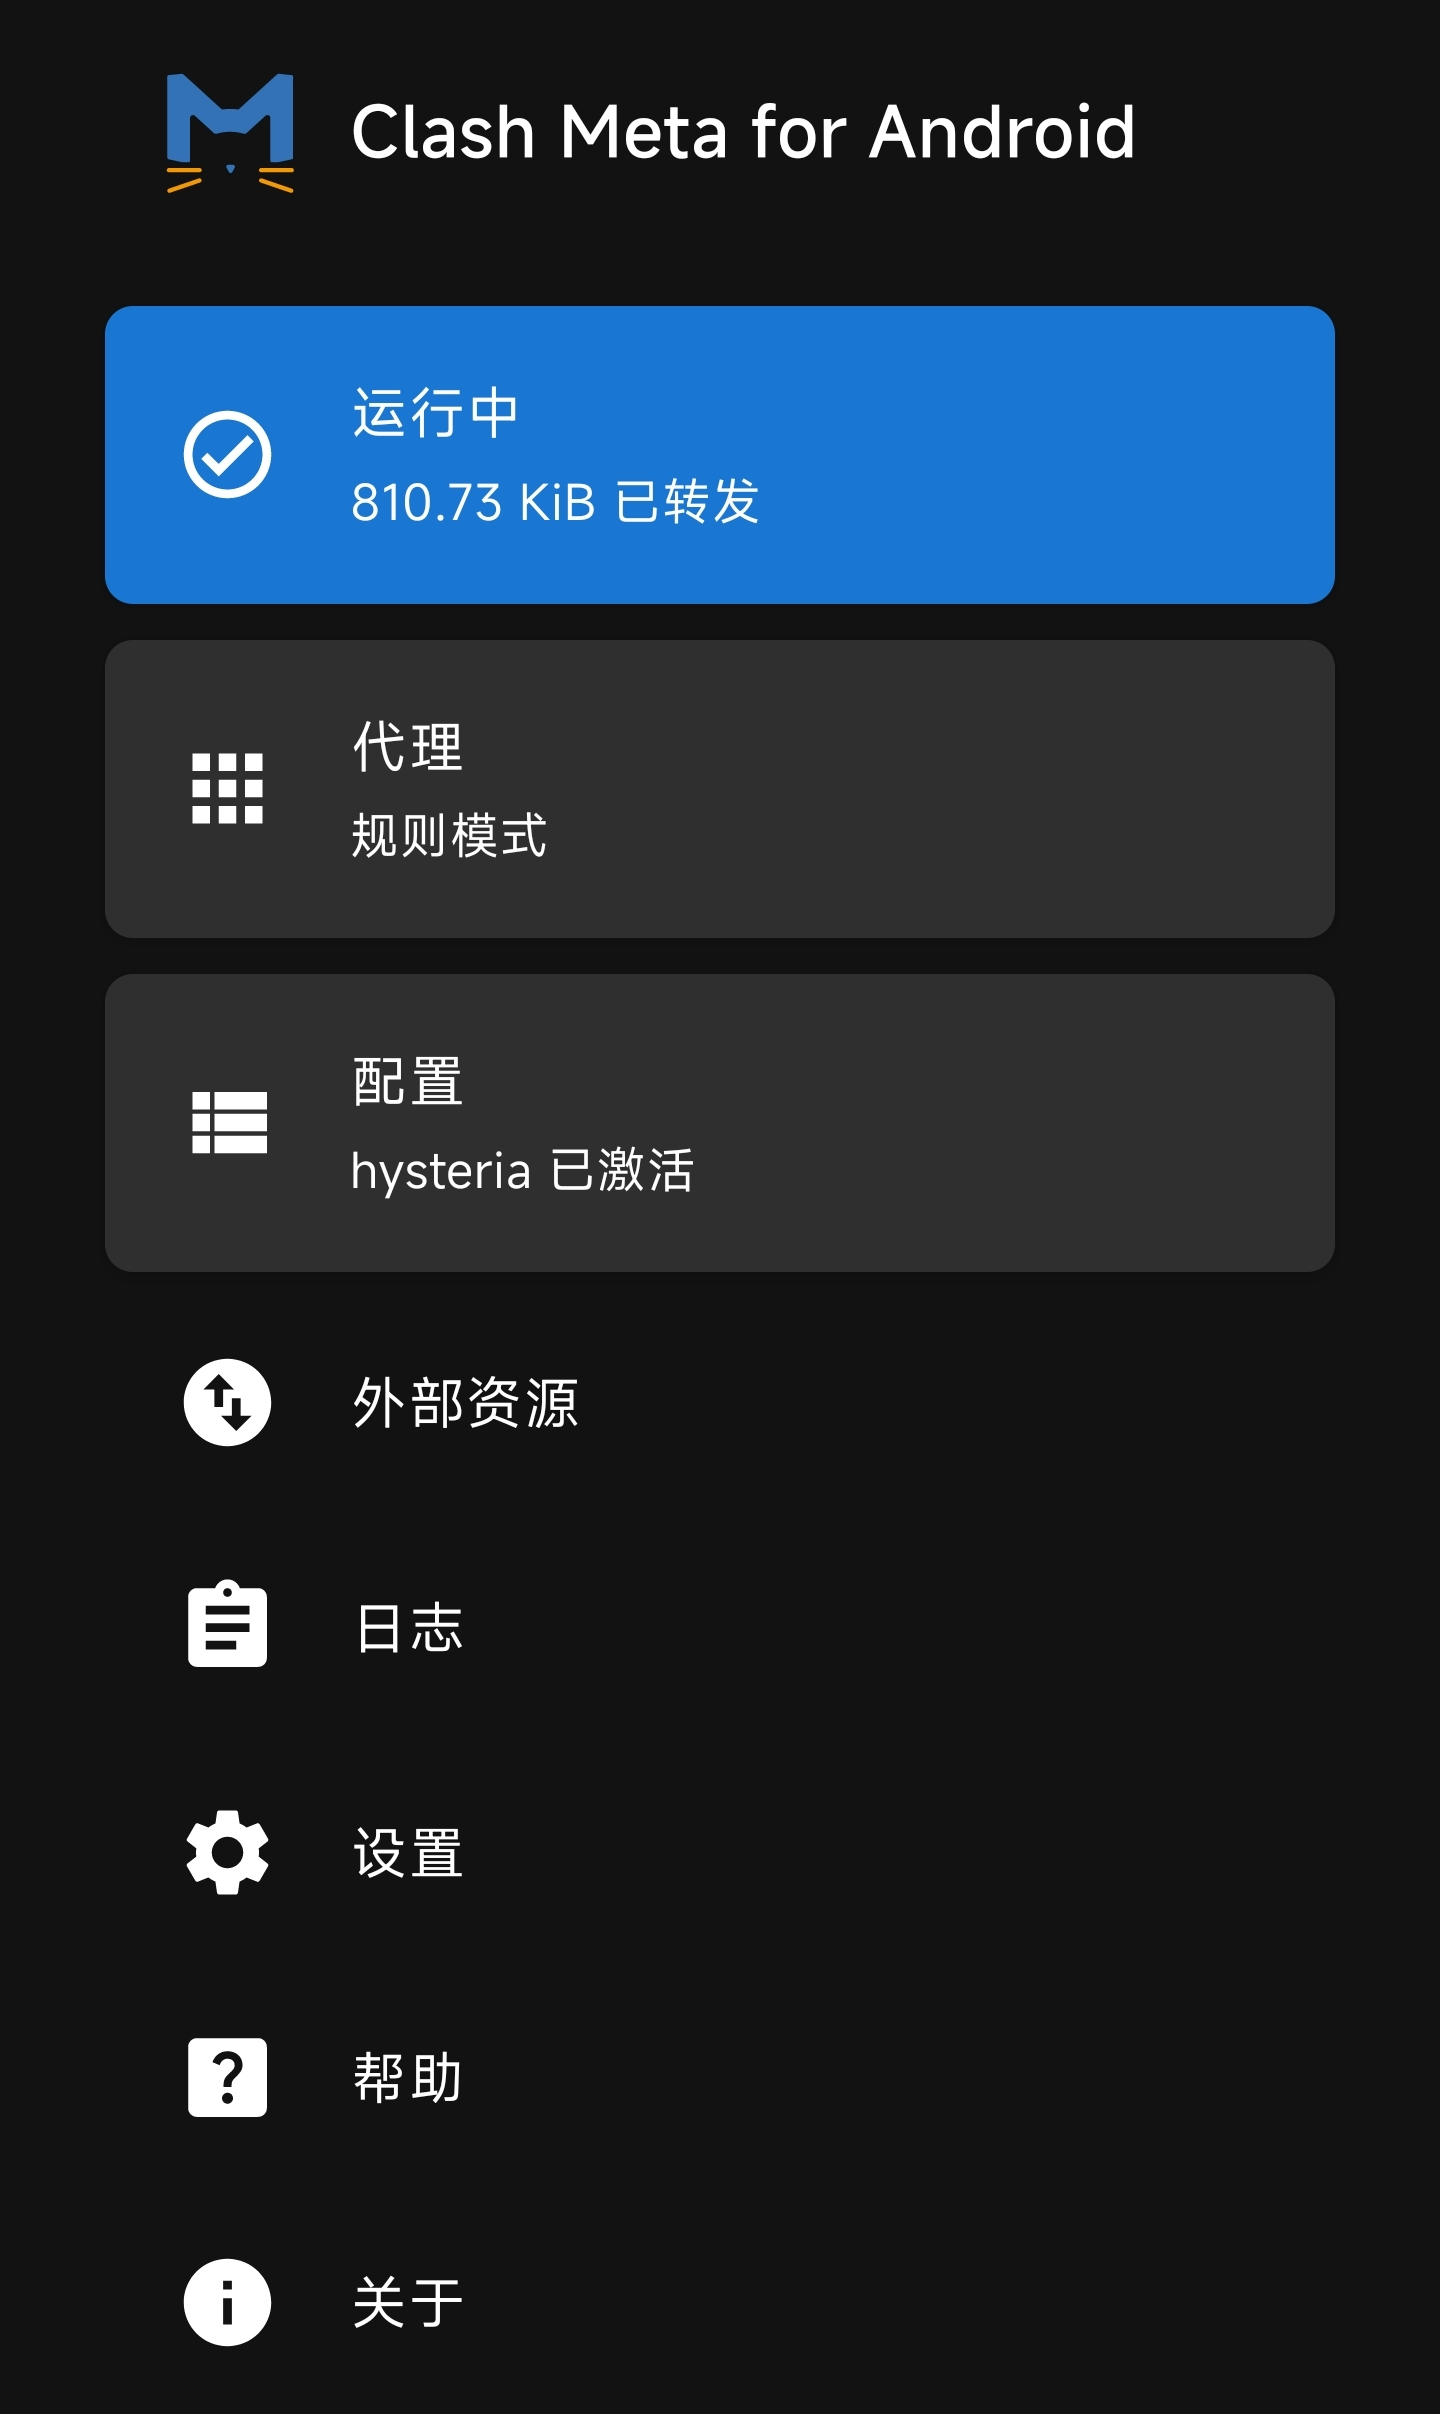 Clash Meta for Android
运行中
810.73 KiB 已转发
代理
规则模式
配置
hysteria 已激活
外部资源
日志
设置
帮助
关于